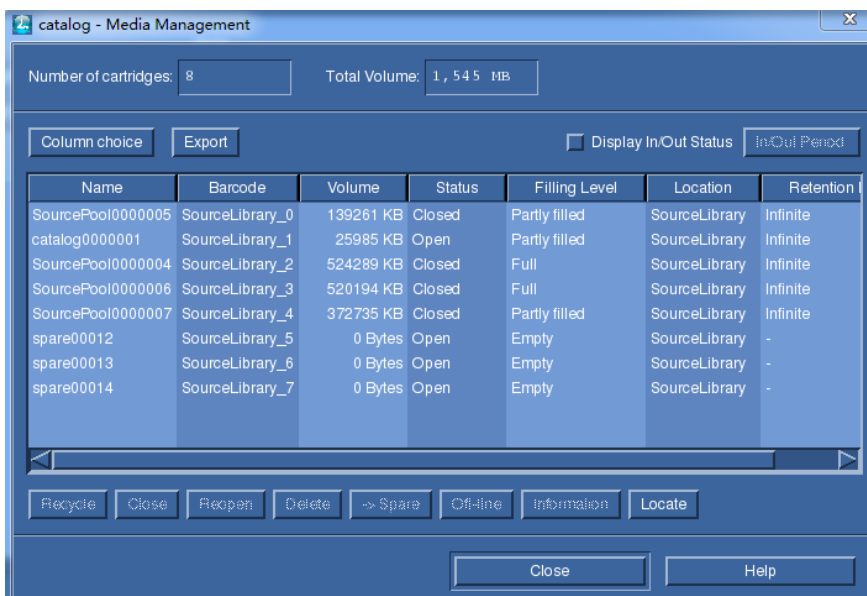 catalog - Media Management
Number of cartridges: 8 Total Volume: 1,545 MB
Column choice Export Display In/Out Status In/Out Period
Name Barcode Volume Status Filling Level Location Retention
SourcePool0000005 SourceLibrary_0 139261 KB Closed Partly filled SourceLibrary Infinite
catalog0000001 SourceLibrary_1 25985 KB Open Partly filled SourceLibrary Infinite
SourcePool0000004 SourceLibrary_2 524289 KB Closed Full SourceLibrary Infinite
SourcePool0000006 SourceLibrary_3 520194 KB Closed Full SourceLibrary Infinite
SourcePool0000007 SourceLibrary_4 372735 KB Closed Partly filled SourceLibrary Infinite
spare00012 SourceLibrary_5 0 Bytes Open Empty SourceLibrary -
spare00013 SourceLibrary_6 0 Bytes Open Empty SourceLibrary -
spare00014 SourceLibrary_7 0 Bytes Open Empty SourceLibrary -
Recycle Close Reopen Delete -> Spare Off-line Information Locate
Close Help